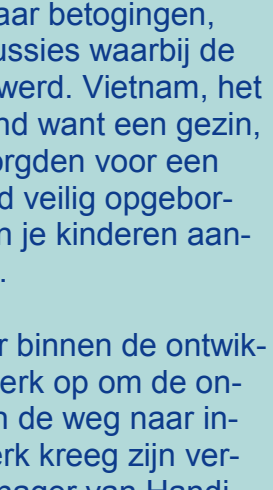 aar betogingen,
ussies waarbij de
werd. Vietnam, het
nd want een gezin,
orgden voor een
d veilig opgebor-
n je kinderen aan-
.
r binnen de ontwik-
erk op om de on-
n de weg naar in-
erk kreeg zijn ver-
nager van Handi